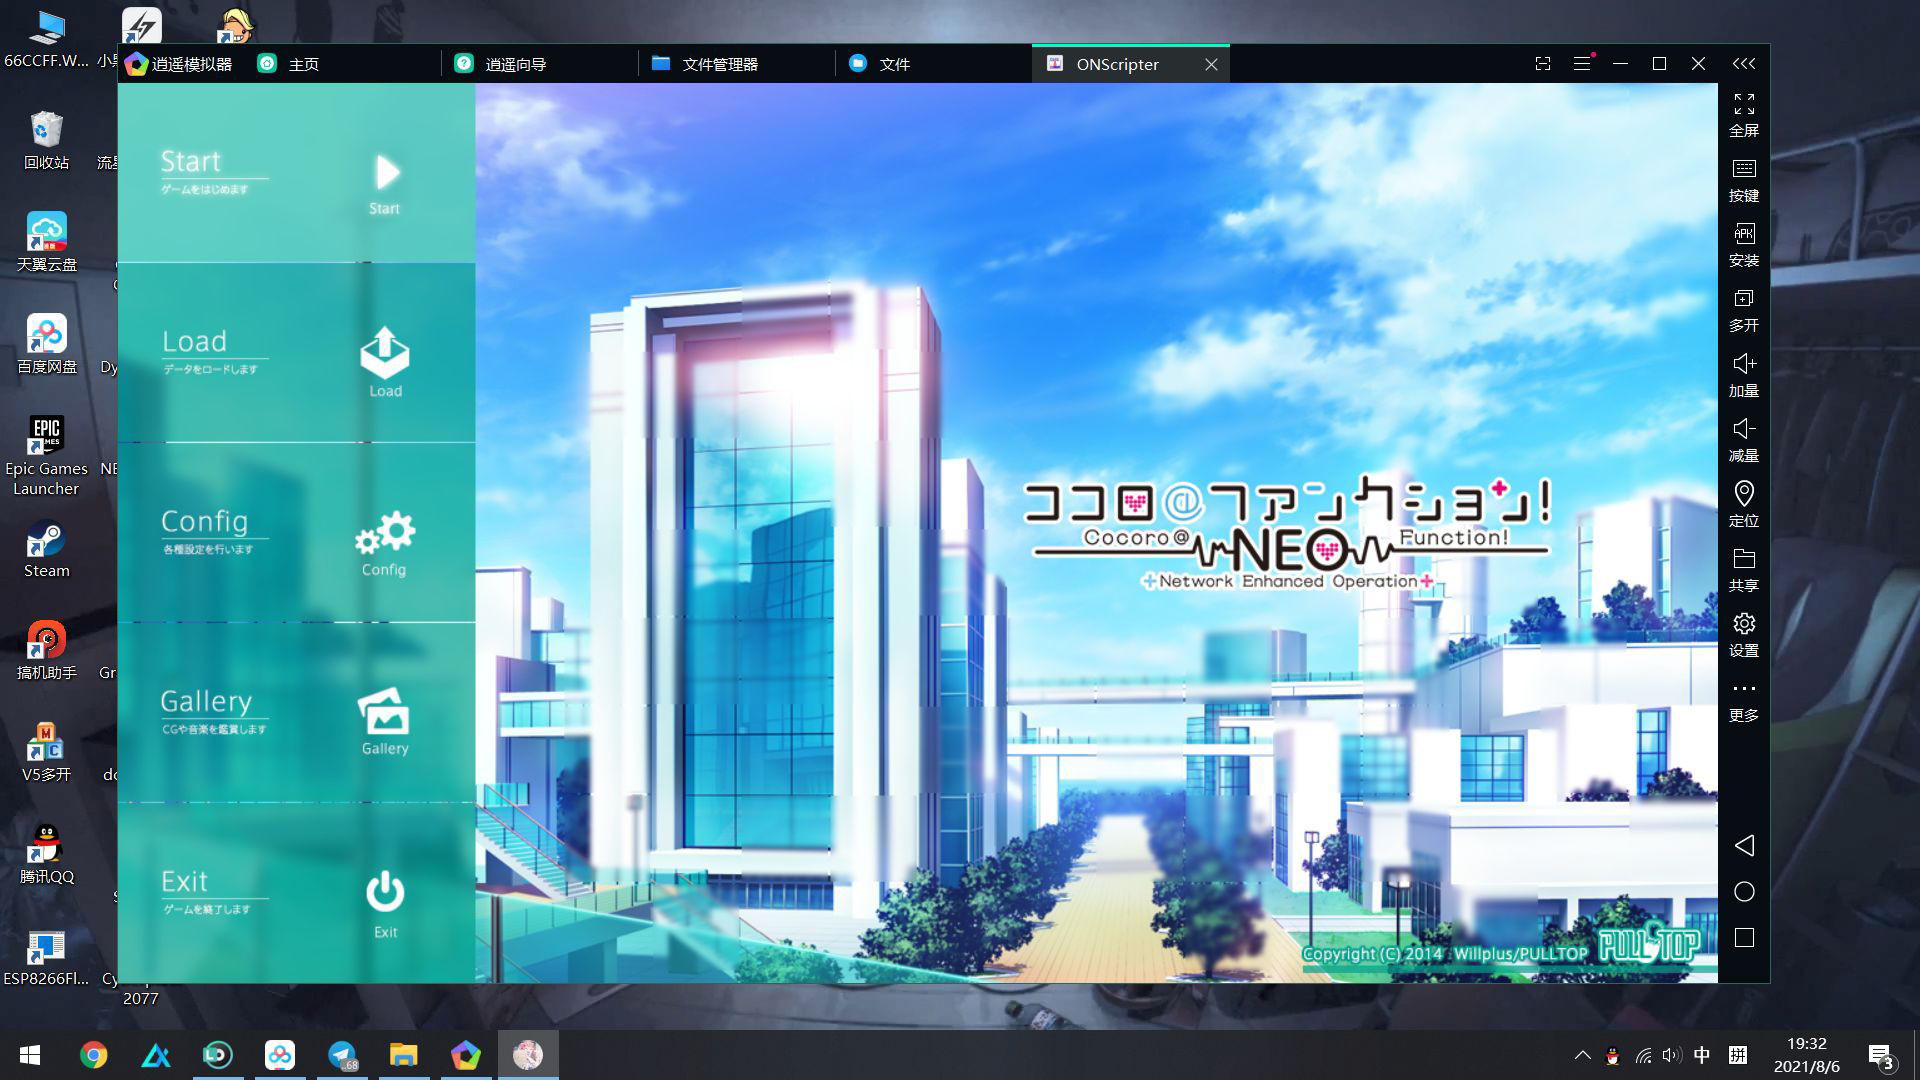 66CCFF.W...
逍遥模拟器
主页
逍遥向导
文件管理器
文件
ONScripter
回收站
天翼云盘
百度网盘
Dy
EPIC
GAMES
Epic Games
Launcher
NE
Steam
搞机助手
Gr
V5多开
腾讯QQ
ESP8266Fl...
Cy
2077
Start
ゲームをはじめます
Start
Load
データをロードします
Load
Config
各種設定を行います
Config
Gallery
CGや音楽を鑑賞します
Gallery
Exit
ゲームを終了します
Exit
ココロ@ファンクション!
Cocoro@ Function!
NEO
+Network Enhanced Operation+
Copyright (C) 2014 Willplus/PULLTOP
PULLTOP
全屏
按键
APK
安装
多开
加量
减量
定位
共享
设置
更多
68
中
拼
19:32
2021/8/6
3